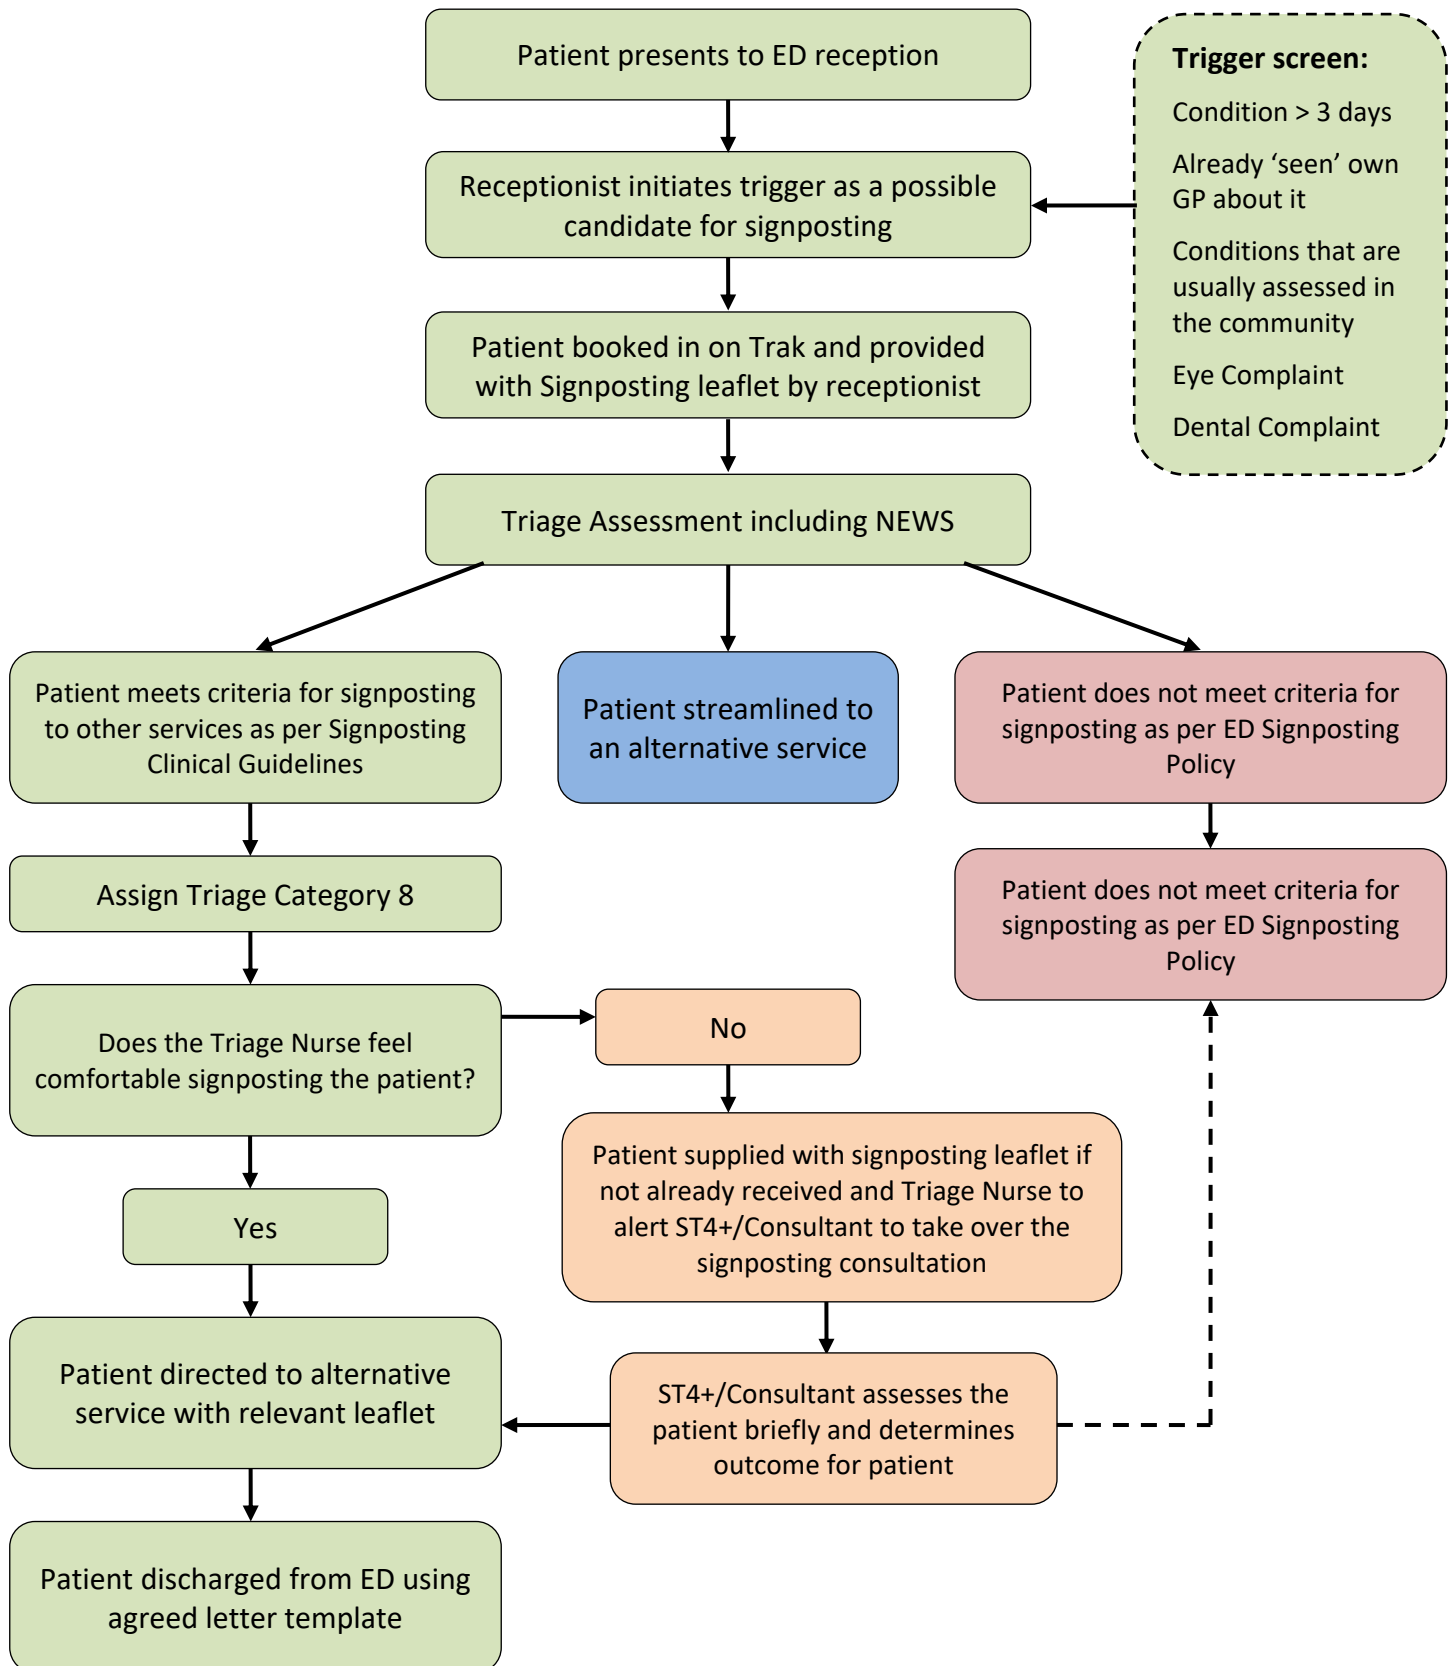 Patient presents to ED reception
Trigger screen:
Condition > 3 days
Already ‘seen’ own
GP about it
Conditions that are
usually assessed in
the community
Eye Complaint
Dental Complaint
Receptionist initiates trigger as a possible
candidate for signposting
Patient booked in on Trak and provided
with Signposting leaflet by receptionist
Triage Assessment including NEWS
Patient meets criteria for signposting
to other services as per Signposting
Clinical Guidelines
Patient streamlined to
an alternative service
Patient does not meet criteria for
signposting as per ED Signposting
Policy
Assign Triage Category 8
Patient does not meet criteria for
signposting as per ED Signposting
Policy
Does the Triage Nurse feel
comfortable signposting the patient?
No
Patient supplied with signposting leaflet if
not already received and Triage Nurse to
alert ST4+/Consultant to take over the
signposting consultation
Yes
Patient directed to alternative
service with relevant leaflet
ST4+/Consultant assesses the
patient briefly and determines
outcome for patient
Patient discharged from ED using
agreed letter template